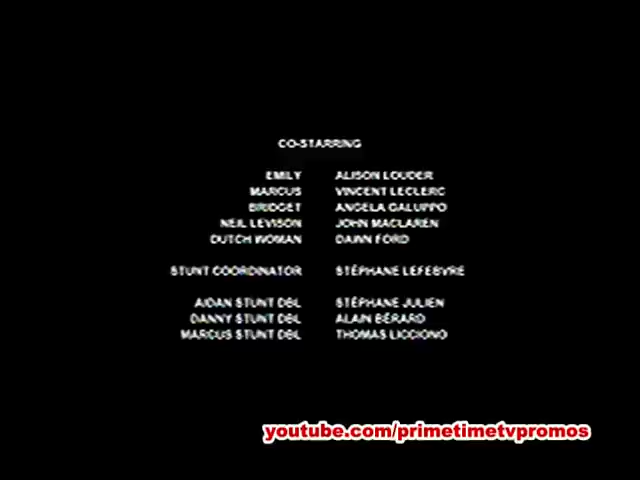 CO-STARRING
EMILY ALISON LOUDER
MARCUS VINCENT LECLERC
BRIDGET ANGELA GALUPPO
NEIL LEVISON JOHN MACLAREN
DUTCH WOMAN DAWN FORD
STUNT COORDINATOR STÉPHANE LEFEBVRE
AIDAN STUNT DBL STÉPHANE JULIEN
DANNY STUNT DBL ALAIN BÉRARD
MARCUS STUNT DBL THOMAS LICCIONO
youtube.com/primetimetvpromos